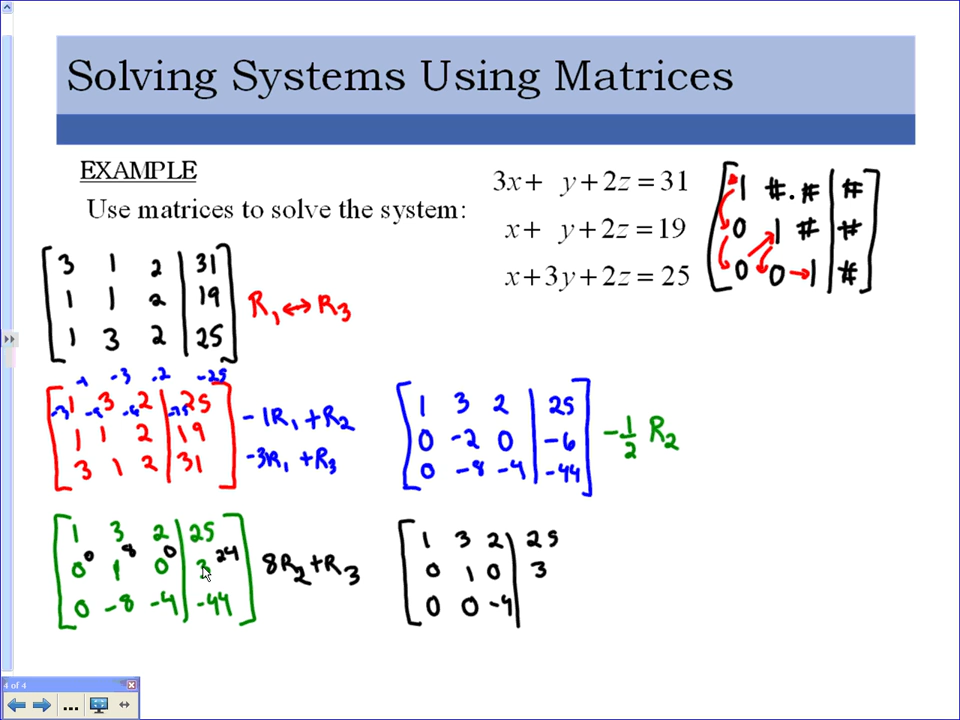 Solving Systems Using Matrices
EXAMPLE
Use matrices to solve the system:
3x + y + 2z = 31
x + y + 2z = 19
x + 3y + 2z = 25
1 #. # | #
0 1 # | #
0 0 1 | #
3 1 2 | 31
1 1 2 | 19
1 3 2 | 25
R1 ↔ R3
-1 -3 -2 -25
1 3 2 | 25
1 1 2 | 19
3 1 2 | 31
-1R1 + R2
-3R1 + R3
1 3 2 | 25
0 -2 0 | -6
0 -8 -4 | -44
-1/2 R2
1 3 2 | 25
0 8 0 24
0 1 0 | 3
0 -8 -4 | -44
8R2 + R3
1 3 2 | 25
0 1 0 | 3
0 0 -4 |
4 of 4